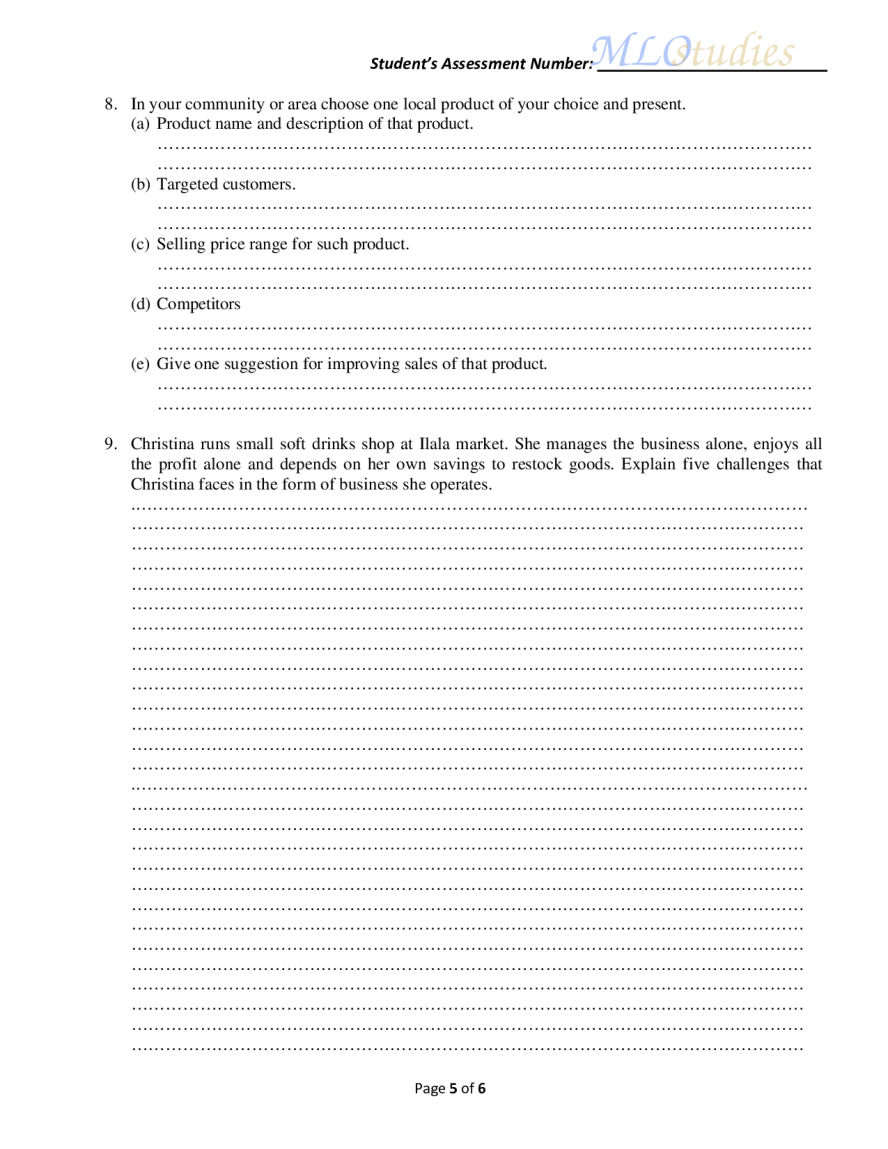 MLOstudies
Student's Assessment Number:
8. In your community or area choose one local product of your choice and present.
(a) Product name and description of that product.
(b) Targeted customers.
(c) Selling price range for such product.
(d) Competitors
(e) Give one suggestion for improving sales of that product.
9. Christina runs small soft drinks shop at Ilala market. She manages the business alone, enjoys all
the profit alone and depends on her own savings to restock goods. Explain five challenges that
Christina faces in the form of business she operates.
Page 5 of 6